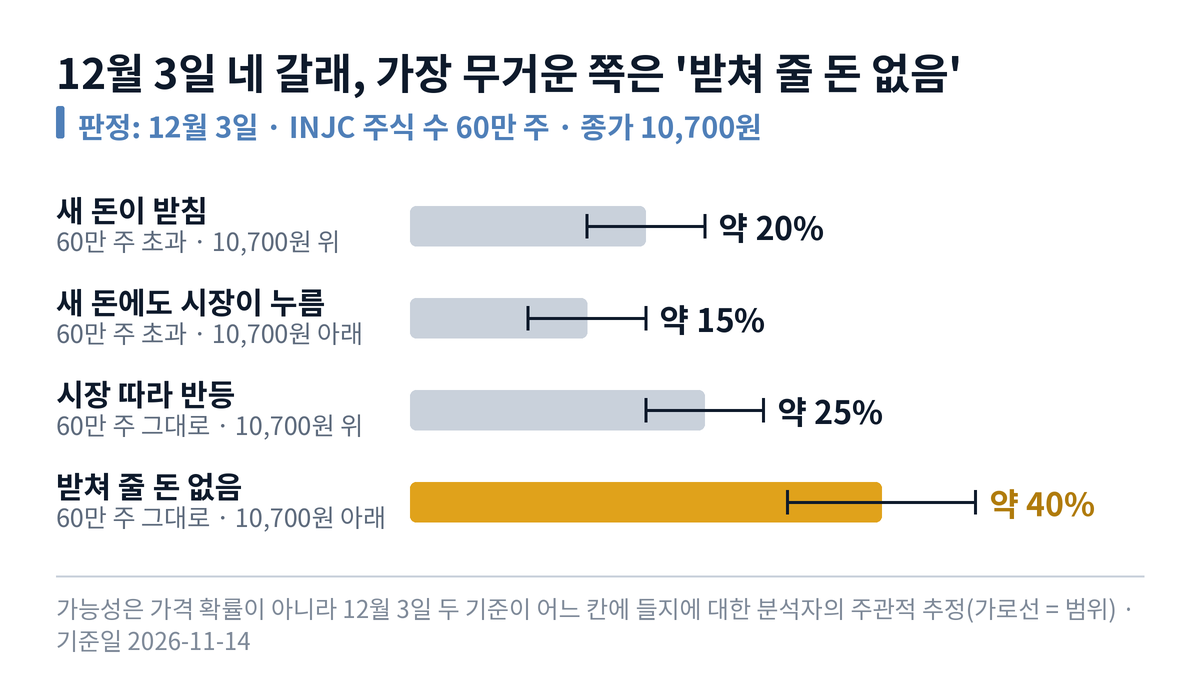 12월 3일 네 갈래, 가장 무거운 쪽은 '받쳐 줄 돈 없음'
판정: 12월 3일 · INJC 주식 수 60만 주 · 종가 10,700원
새 돈이 받침
60만 주 초과 · 10,700원 위
약 20%
새 돈에도 시장이 누름
60만 주 초과 · 10,700원 아래
약 15%
시장 따라 반등
60만 주 그대로 · 10,700원 위
약 25%
받쳐 줄 돈 없음
60만 주 그대로 · 10,700원 아래
약 40%
가능성은 가격 확률이 아니라 12월 3일 두 기준이 어느 칸에 들지에 대한 분석자의 주관적 추정(가로선 = 범위) ·
기준일 2026-11-14